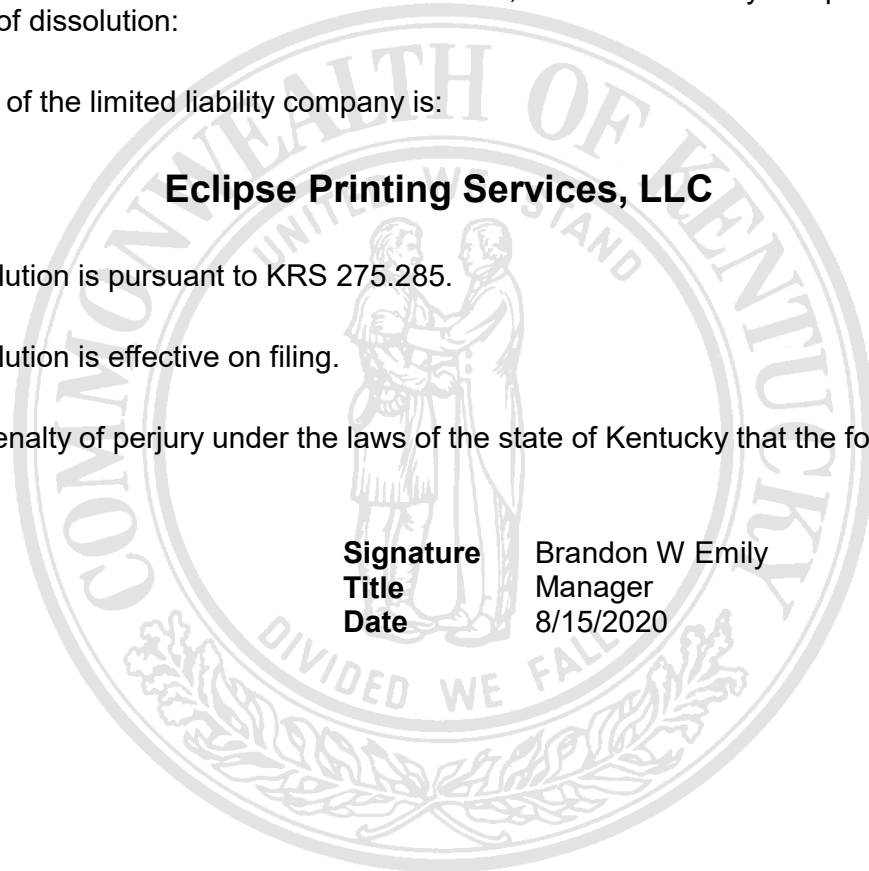 of dissolution:
of the limited liability company is:
Eclipse Printing Services, LLC
lution is pursuant to KRS 275.285.
lution is effective on filing.
enalty of perjury under the laws of the state of Kentucky that the fo
Signature Brandon W Emily
Title Manager
Date 8/15/2020
COMMONWEALTH OF KENTUCKY
UNITED WE STAND
DIVIDED WE FALL